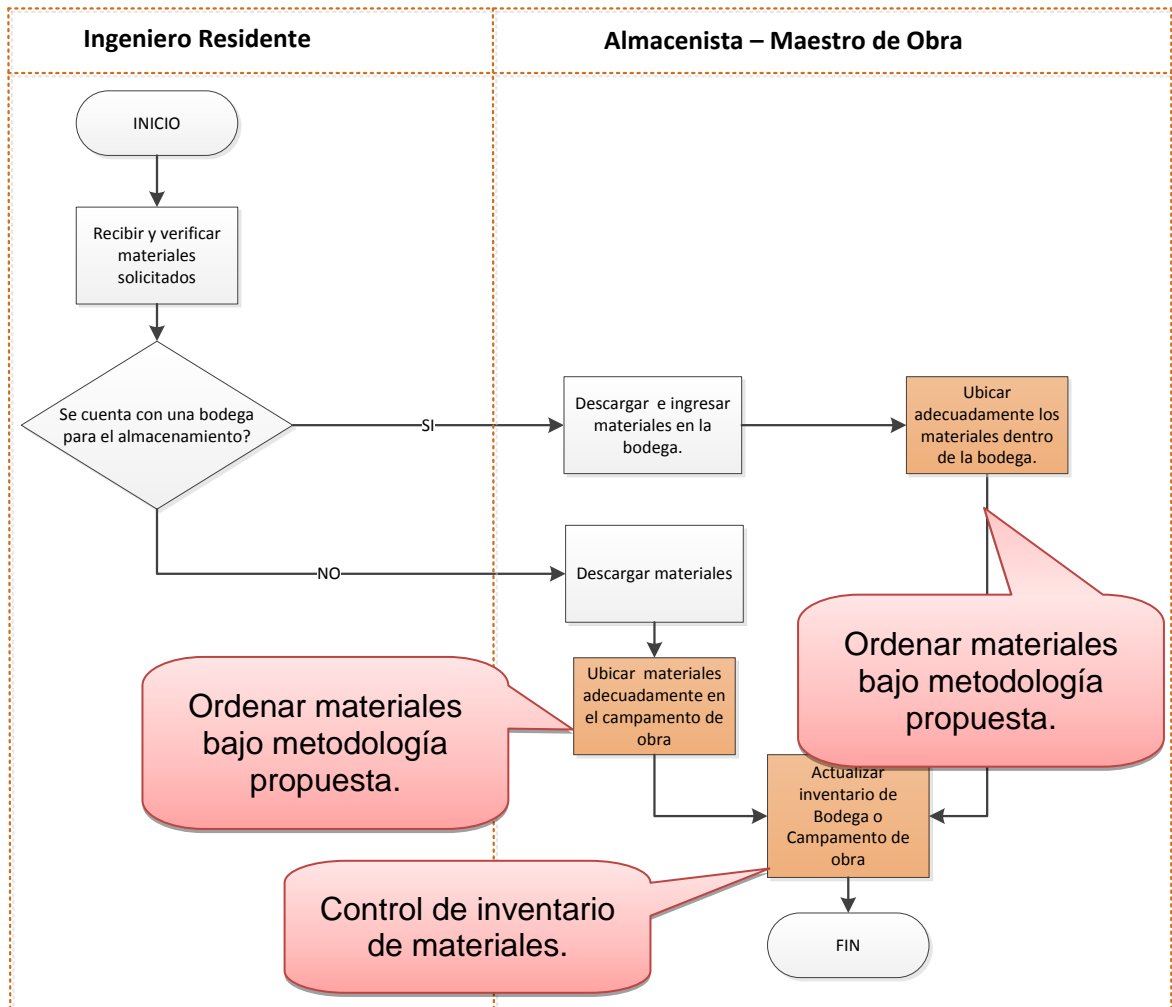 Ingeniero Residente
Almacenista – Maestro de Obra
INICIO
Recibir y verificar
materiales
solicitados
Se cuenta con una bodega
para el almacenamiento?
SI
Descargar e ingresar
materiales en la
bodega.
Ubicar
adecuadamente los
materiales dentro
de la bodega.
NO
Descargar materiales
Ordenar materiales
bajo metodología
propuesta.
Ubicar materiales
adecuadamente en
el campamento de
obra
Ordenar materiales
bajo metodología
propuesta.
Actualizar
inventario de
Bodega o
Campamento de
obra
Control de inventario
de materiales.
FIN